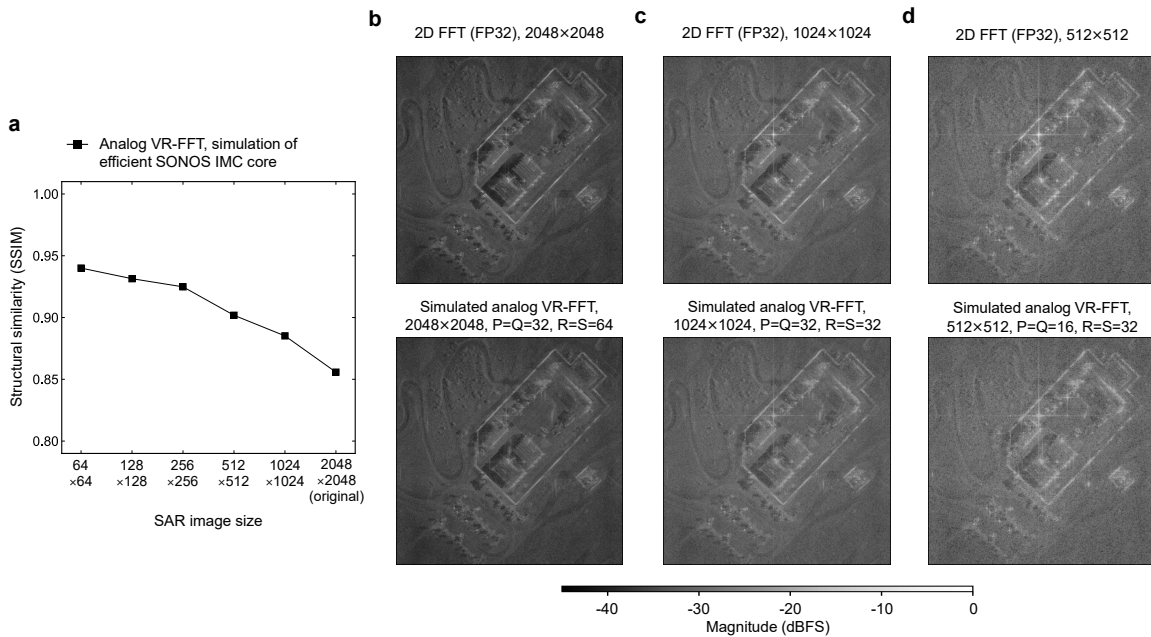 a
Analog VR-FFT, simulation of
efficient SONOS IMC core
Structural similarity (SSIM)
1.00
0.95
0.90
0.85
0.80
64
×64
128
×128
256
×256
512
×512
1024
×1024
2048
×2048
(original)
SAR image size
b
2D FFT (FP32), 2048×2048
Simulated analog VR-FFT,
2048×2048, P=Q=32, R=S=64
c
2D FFT (FP32), 1024×1024
Simulated analog VR-FFT,
1024×1024, P=Q=32, R=S=32
d
2D FFT (FP32), 512×512
Simulated analog VR-FFT,
512×512, P=Q=16, R=S=32
-40 -30 -20 -10 0
Magnitude (dBFS)